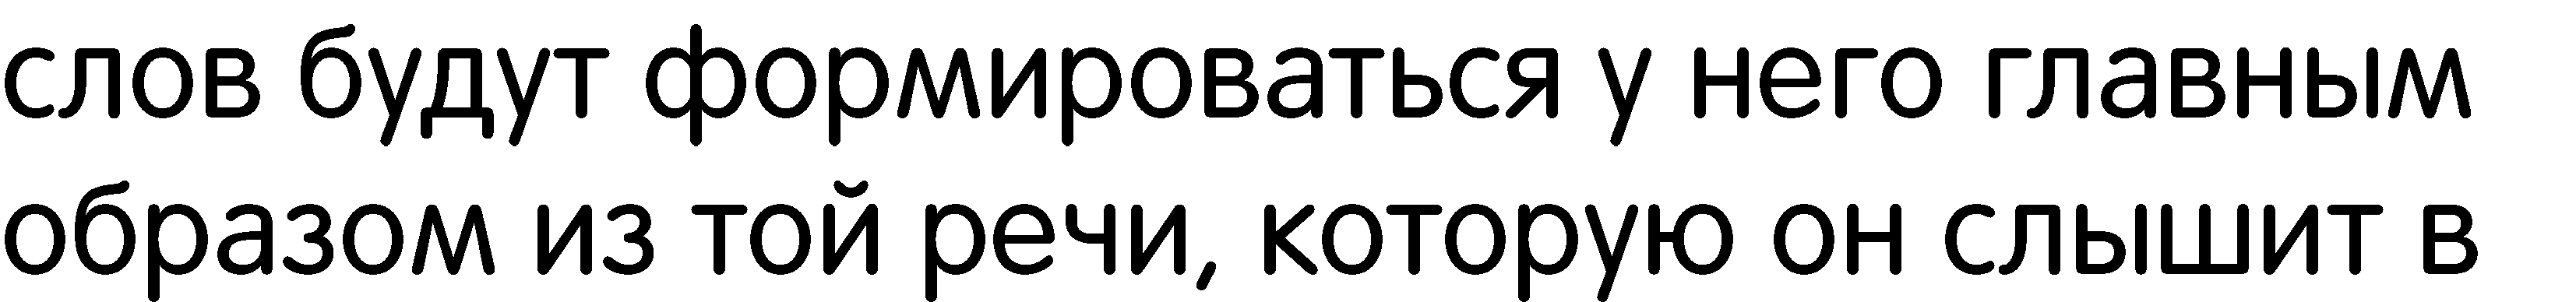 слов будут формироваться у него главным
образом из той речи, которую он слышит в